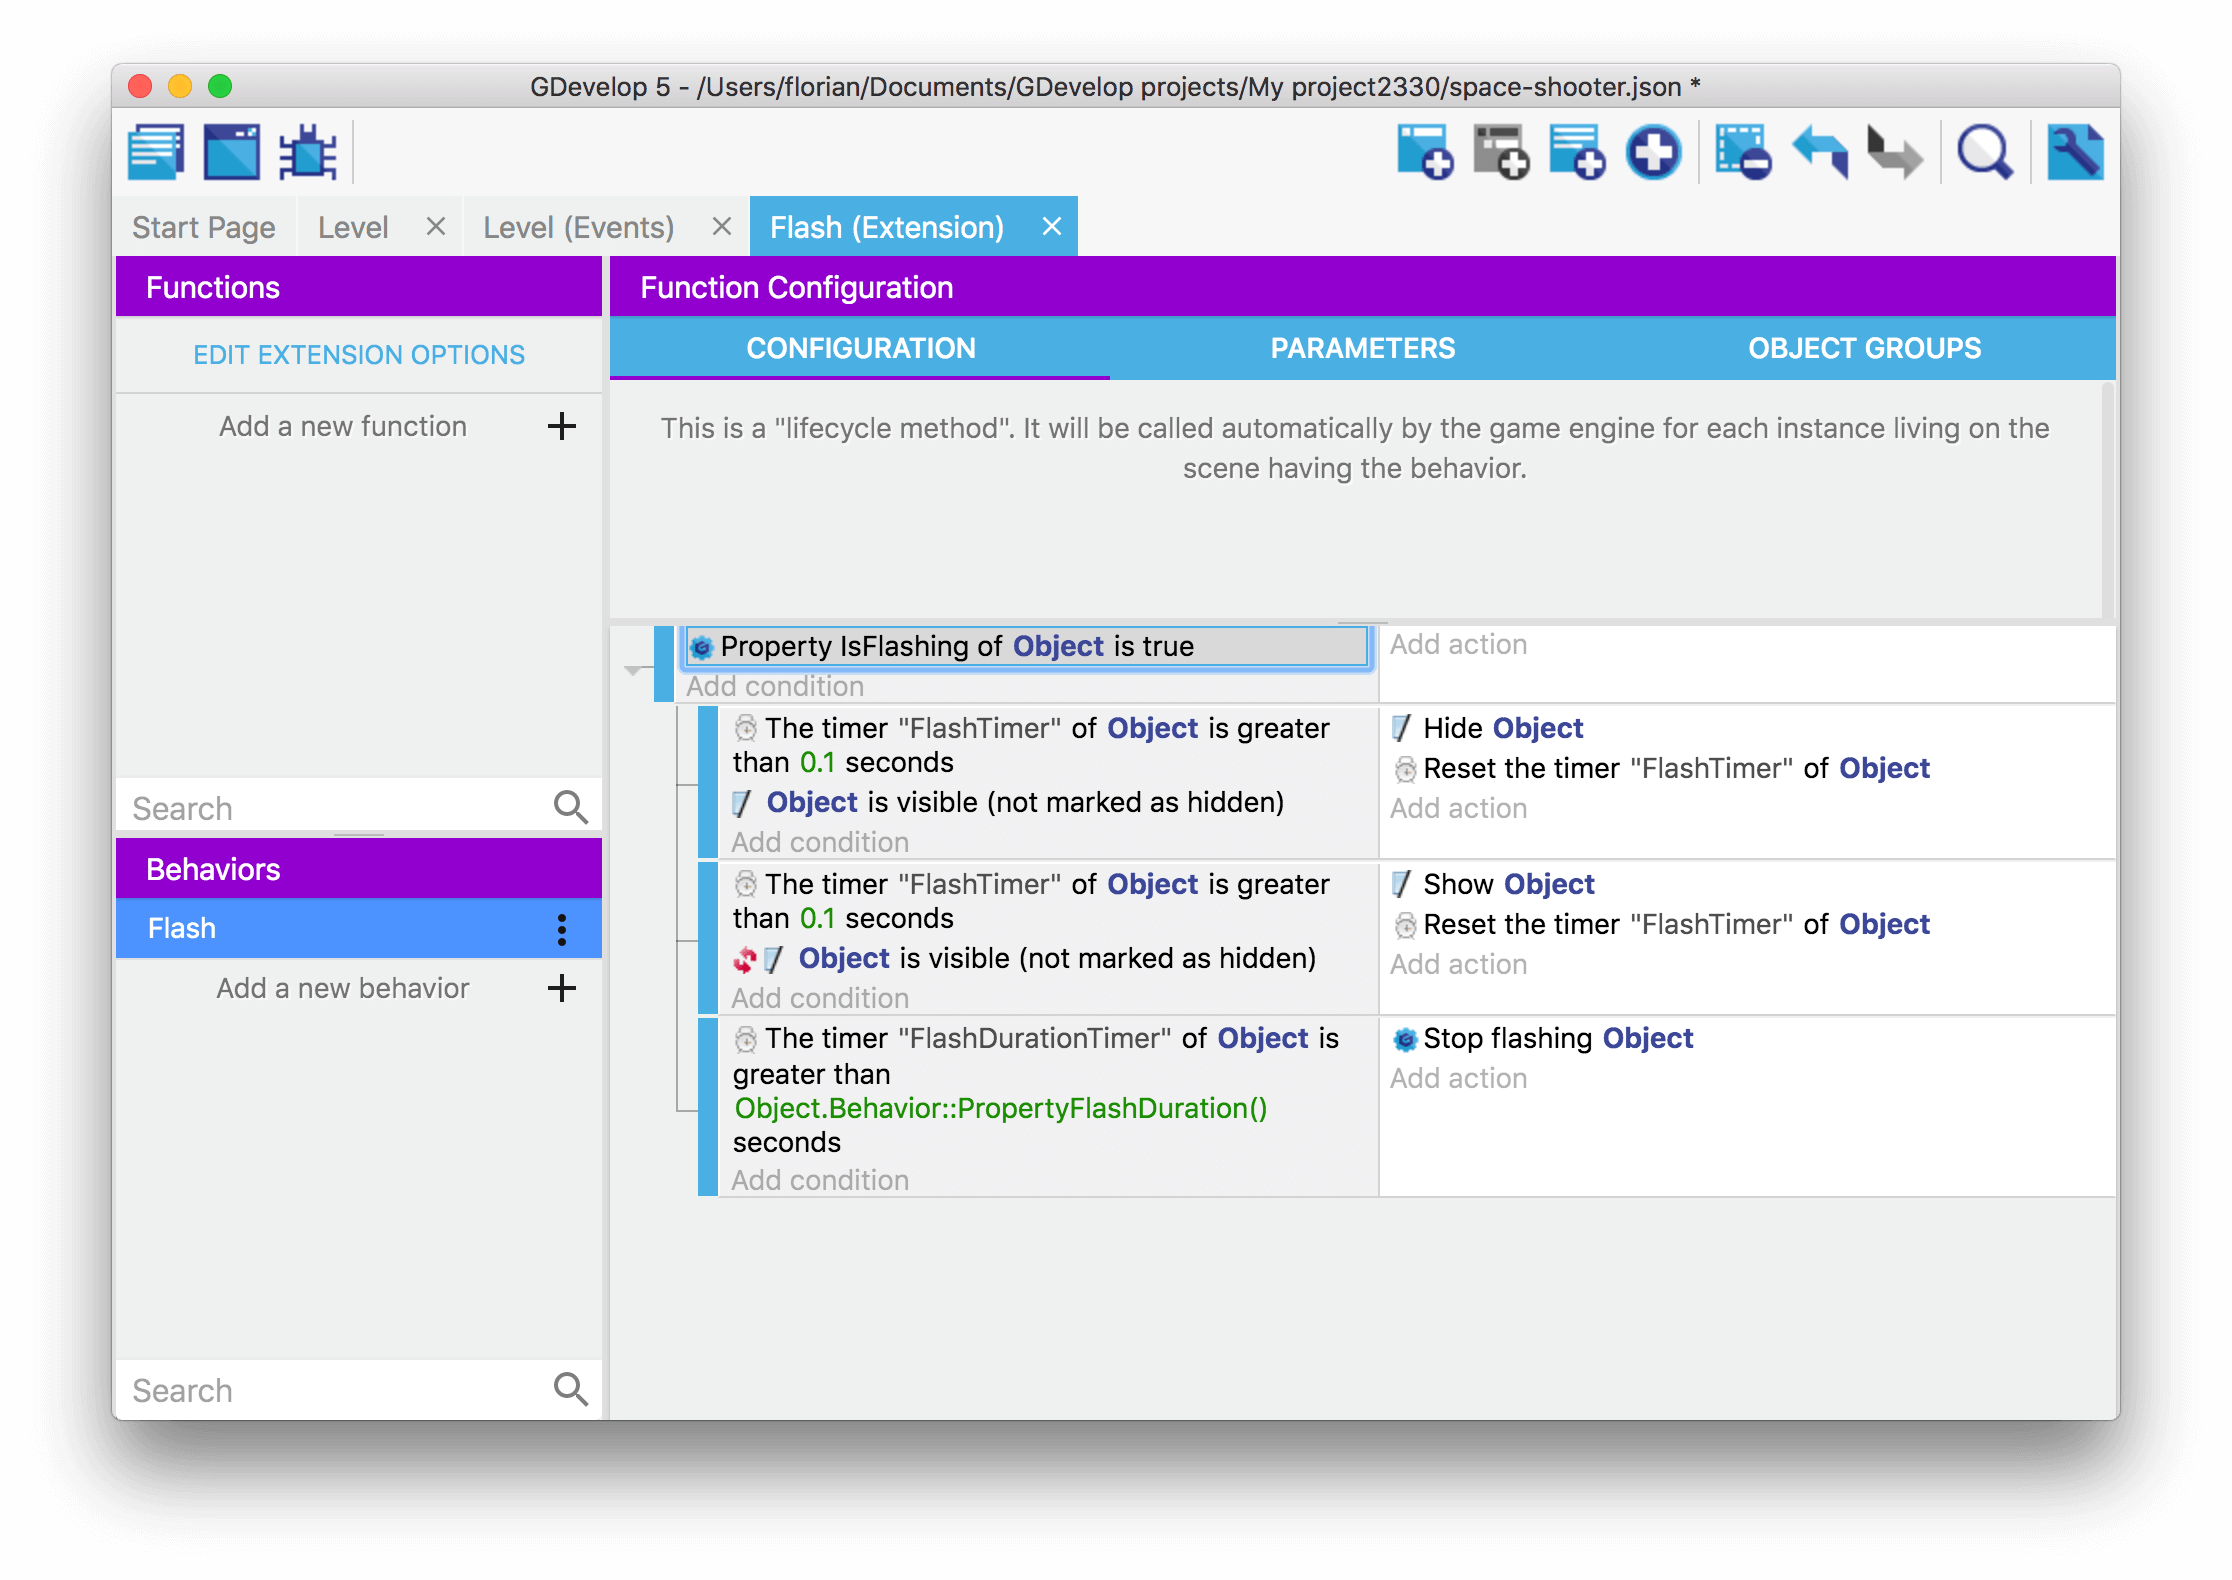 GDevelop 5 - /Users/florian/Documents/GDevelop projects/My project2330/space-shooter.json *
Start Page
Level
Level (Events)
Flash (Extension)
Functions
EDIT EXTENSION OPTIONS
Add a new function
Search
Behaviors
Flash
Add a new behavior
Search
Function Configuration
CONFIGURATION
PARAMETERS
OBJECT GROUPS
This is a "lifecycle method". It will be called automatically by the game engine for each instance living on the
scene having the behavior.
Property IsFlashing of Object is true
Add condition
Add action
The timer "FlashTimer" of Object is greater
than 0.1 seconds
Object is visible (not marked as hidden)
Add condition
Hide Object
Reset the timer "FlashTimer" of Object
Add action
The timer "FlashTimer" of Object is greater
than 0.1 seconds
Object is visible (not marked as hidden)
Add condition
Show Object
Reset the timer "FlashTimer" of Object
Add action
The timer "FlashDurationTimer" of Object is
greater than
Object.Behavior::PropertyFlashDuration()
seconds
Add condition
Stop flashing Object
Add action